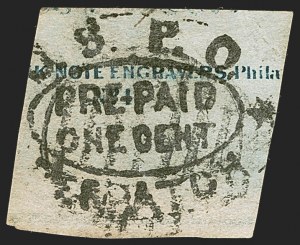 S. P. O
K NOTE ENGRAVERS, Phila
PRE-PAID
ONE CENT